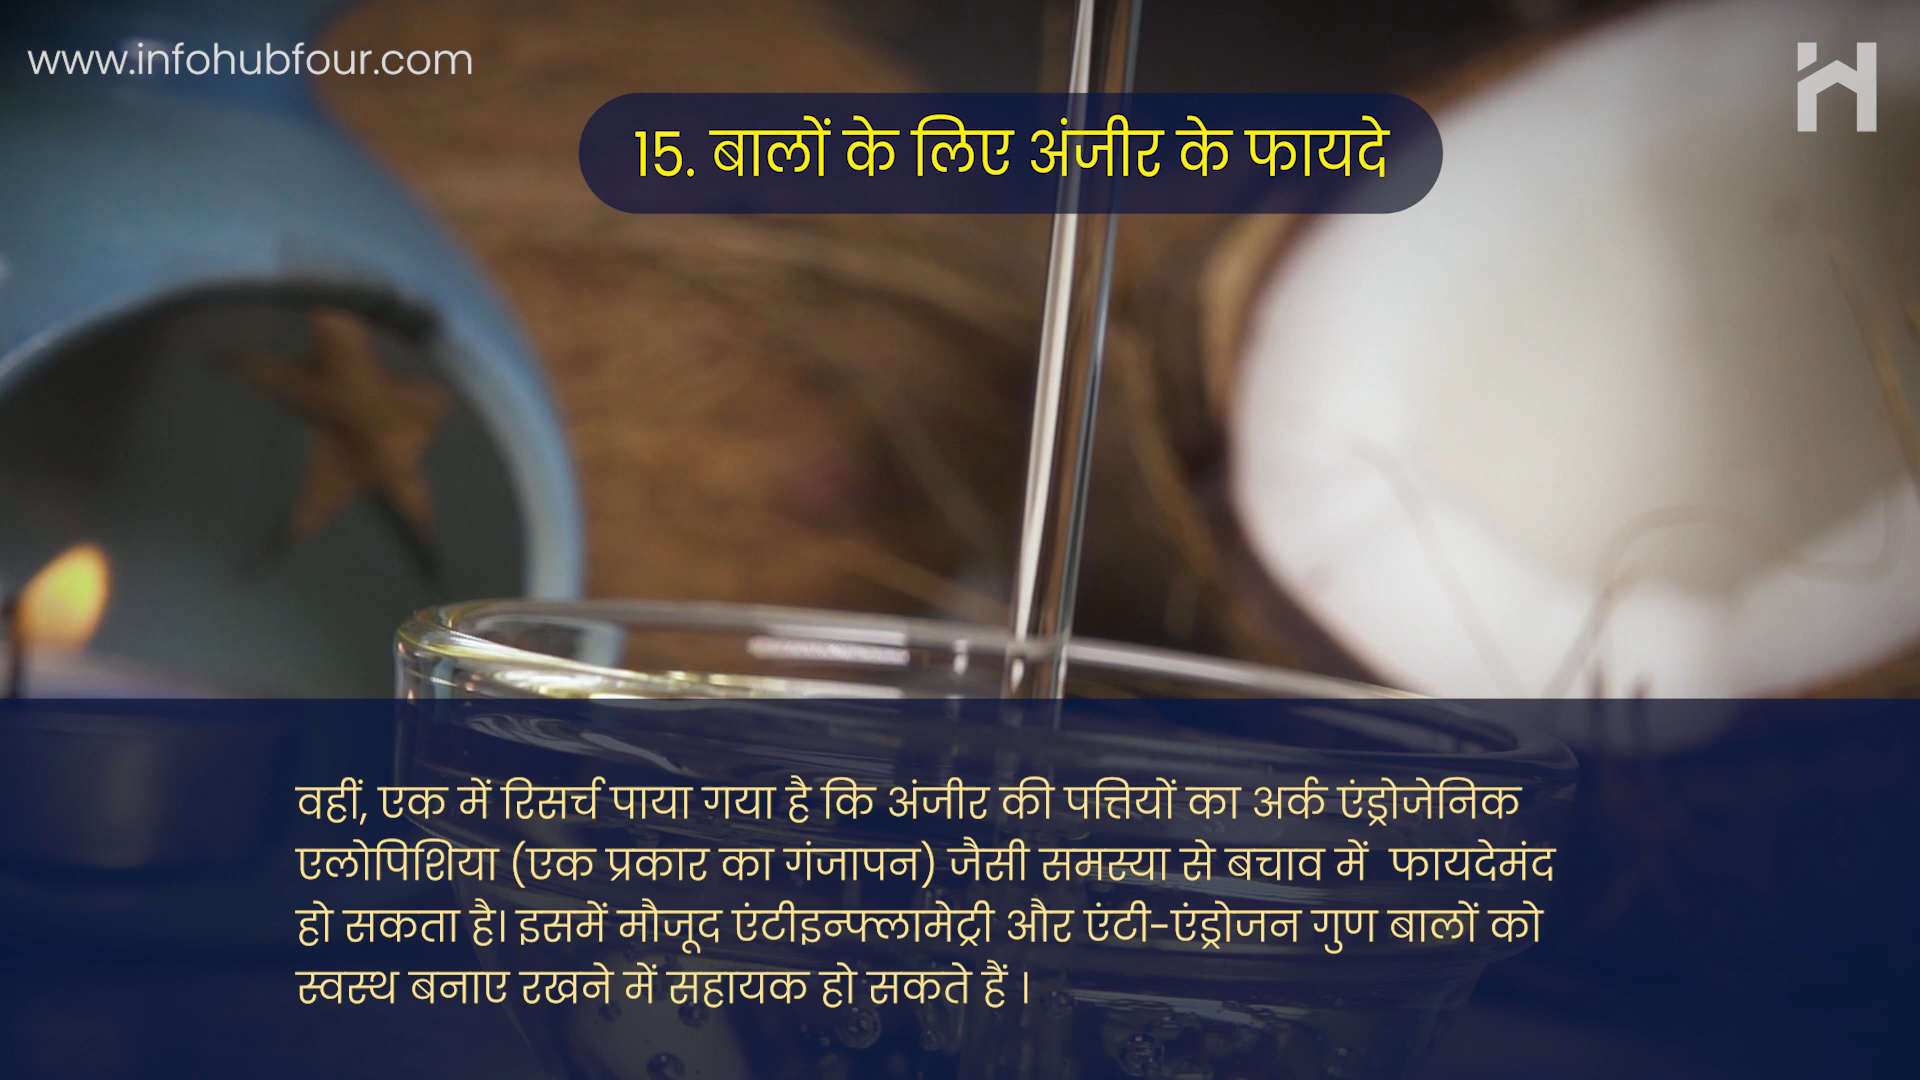 www.infohubfour.com
15. बालों के लिए अंजीर के फायदे
वहीं, एक में रिसर्च पाया गया है कि अंजीर की पत्तियों का अर्क एंड्रोजेनिक
एलोपिशिया (एक प्रकार का गंजापन) जैसी समस्या से बचाव में फायदेमंद
हो सकता है। इसमें मौजूद एंटीइन्फ्लामेट्री और एंटी-एंड्रोजन गुण बालों को
स्वस्थ बनाए रखने में सहायक हो सकते हैं ।